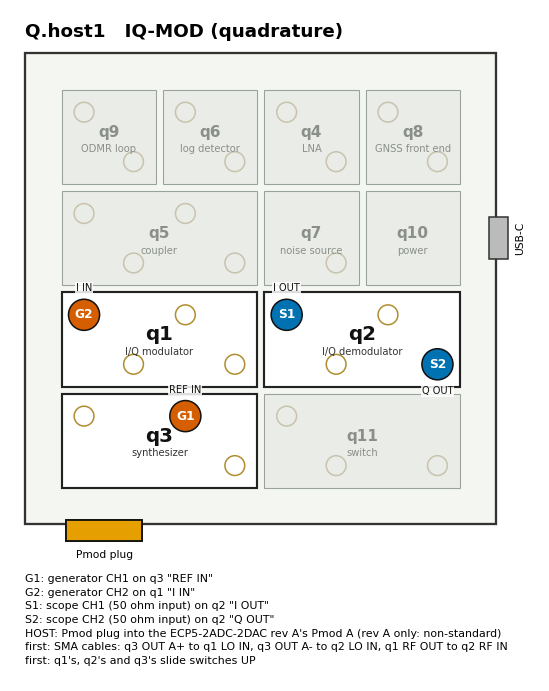 Q.host1 IQ-MOD (quadrature)
q9
ODMR loop
q6
log detector
q4
LNA
q8
GNSS front end
q5
coupler
q7
noise source
q10
power
USB-C
I IN
G2
q1
I/Q modulator
I OUT
S1
q2
I/Q demodulator
S2
Q OUT
REF IN
G1
q3
synthesizer
q11
switch
Pmod plug
G1: generator CH1 on q3 "REF IN"
G2: generator CH2 on q1 "I IN"
S1: scope CH1 (50 ohm input) on q2 "I OUT"
S2: scope CH2 (50 ohm input) on q2 "Q OUT"
HOST: Pmod plug into the ECP5-2ADC-2DAC rev A's Pmod A (rev A only: non-standard)
first: SMA cables: q3 OUT A+ to q1 LO IN, q3 OUT A- to q2 LO IN, q1 RF OUT to q2 RF IN
first: q1's, q2's and q3's slide switches UP